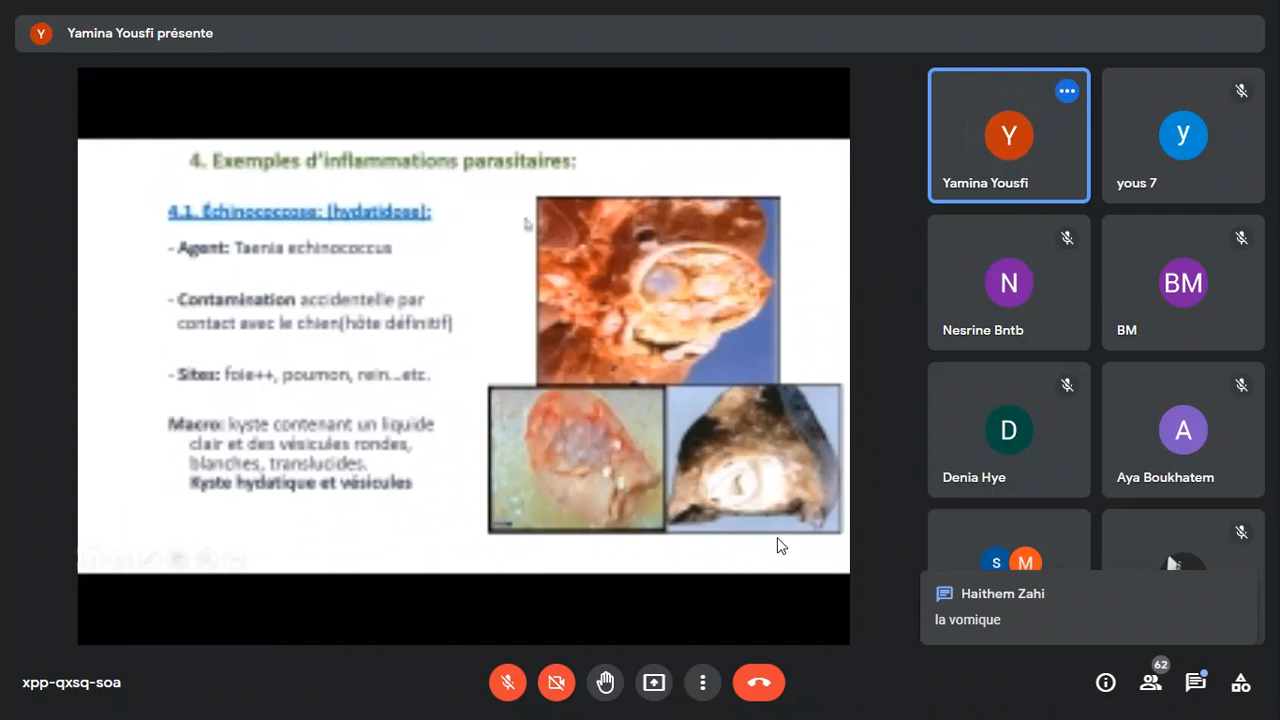 Y
Yamina Yousfi présente
4. Exemples d'inflammations parasitaires:
4.1. Échinococcose: (hydatidose):
- Agent: Taenia echinococcus
- Contamination accidentelle par
contact avec le chien(hôte définitif)
- Sites: foie++, poumon, rein...etc.
Macro: kyste contenant un liquide
clair et des vésicules rondes,
blanches, translucides.
Kyste hydatique et vésicules
Y
Yamina Yousfi
y
yous 7
N
Nesrine Bntb
BM
BM
D
Denia Hye
A
Aya Boukhatem
S
M
Haithem Zahi
la vomique
xpp-qxsq-soa
62